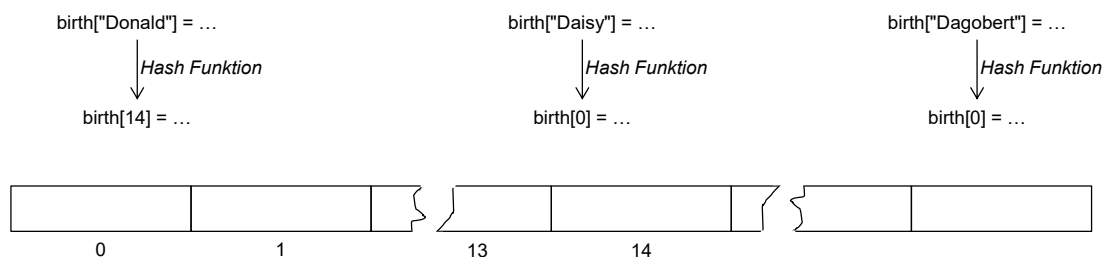 birth["Donald"] = … birth["Daisy"] = … birth["Dagobert"] = …
Hash Funktion Hash Funktion Hash Funktion
birth[14] = … birth[0] = … birth[0] = …
0 1 13 14